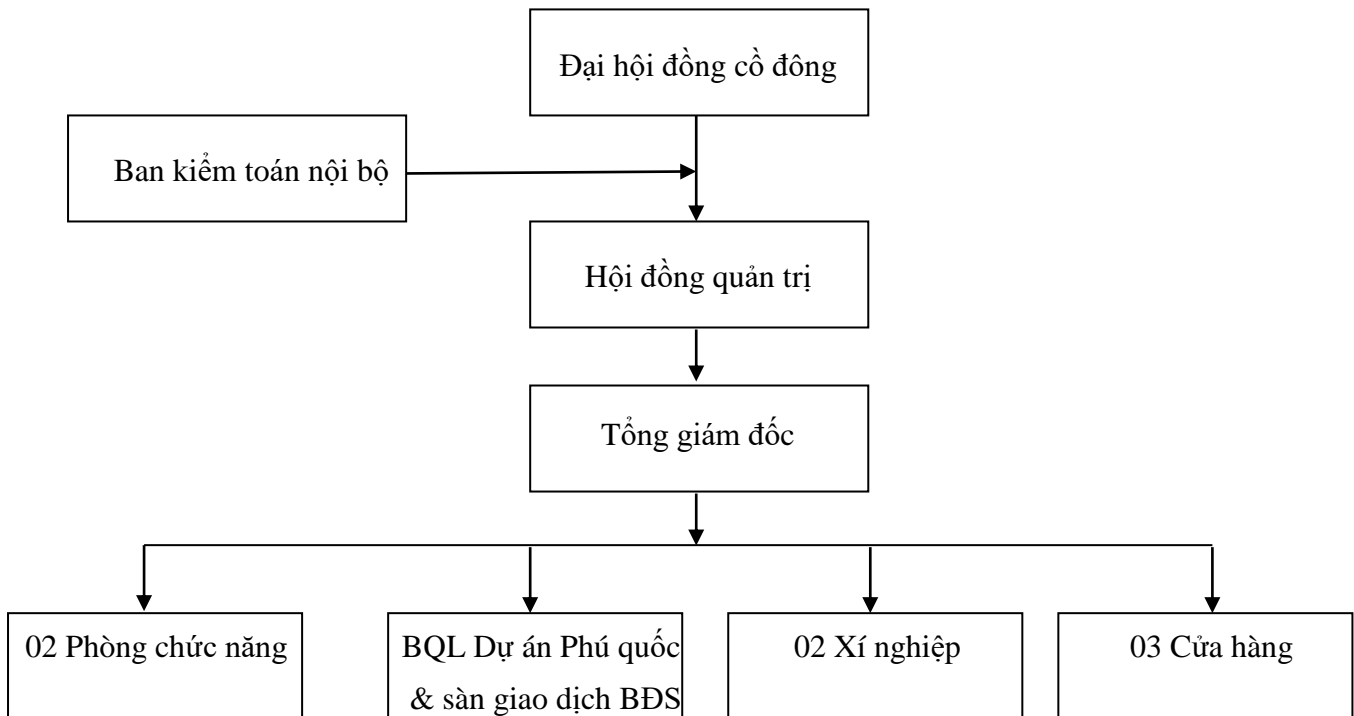 Đại hội đồng cồ đông
Ban kiểm toán nội bộ
Hội đồng quản trị
Tổng giám đốc
02 Phòng chức năng
BQL Dự án Phú quốc
& sàn giao dịch BĐS
02 Xí nghiệp
03 Cửa hàng